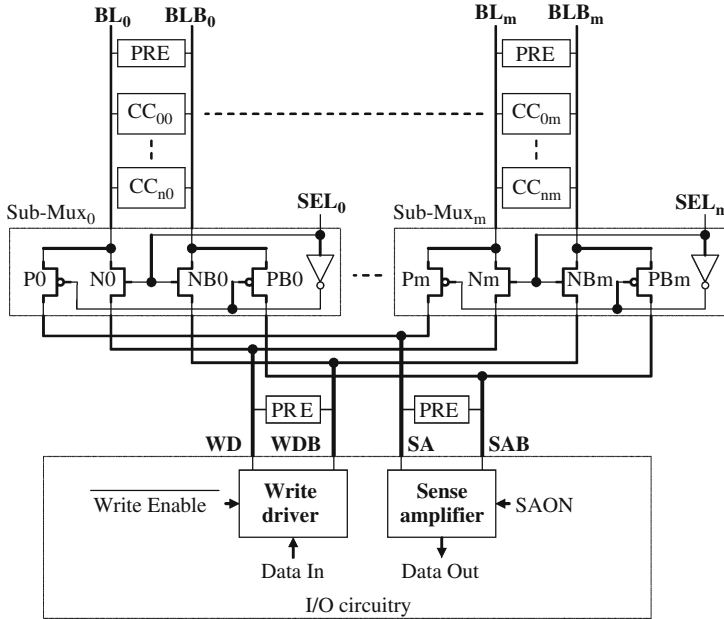 BL0 BLB0 BLm BLBm
PRE PRE
CC00 CC0m
CCn0 CCnm
SEL0 SELm
Sub-Mux0 Sub-Muxm
P0 N0 NB0 PB0 Pm Nm NBm PBm
PRE PRE
WD WDB SA SAB
Write Enable
Write
driver
Sense
amplifier
SAON
Data In Data Out
I/O circuitry